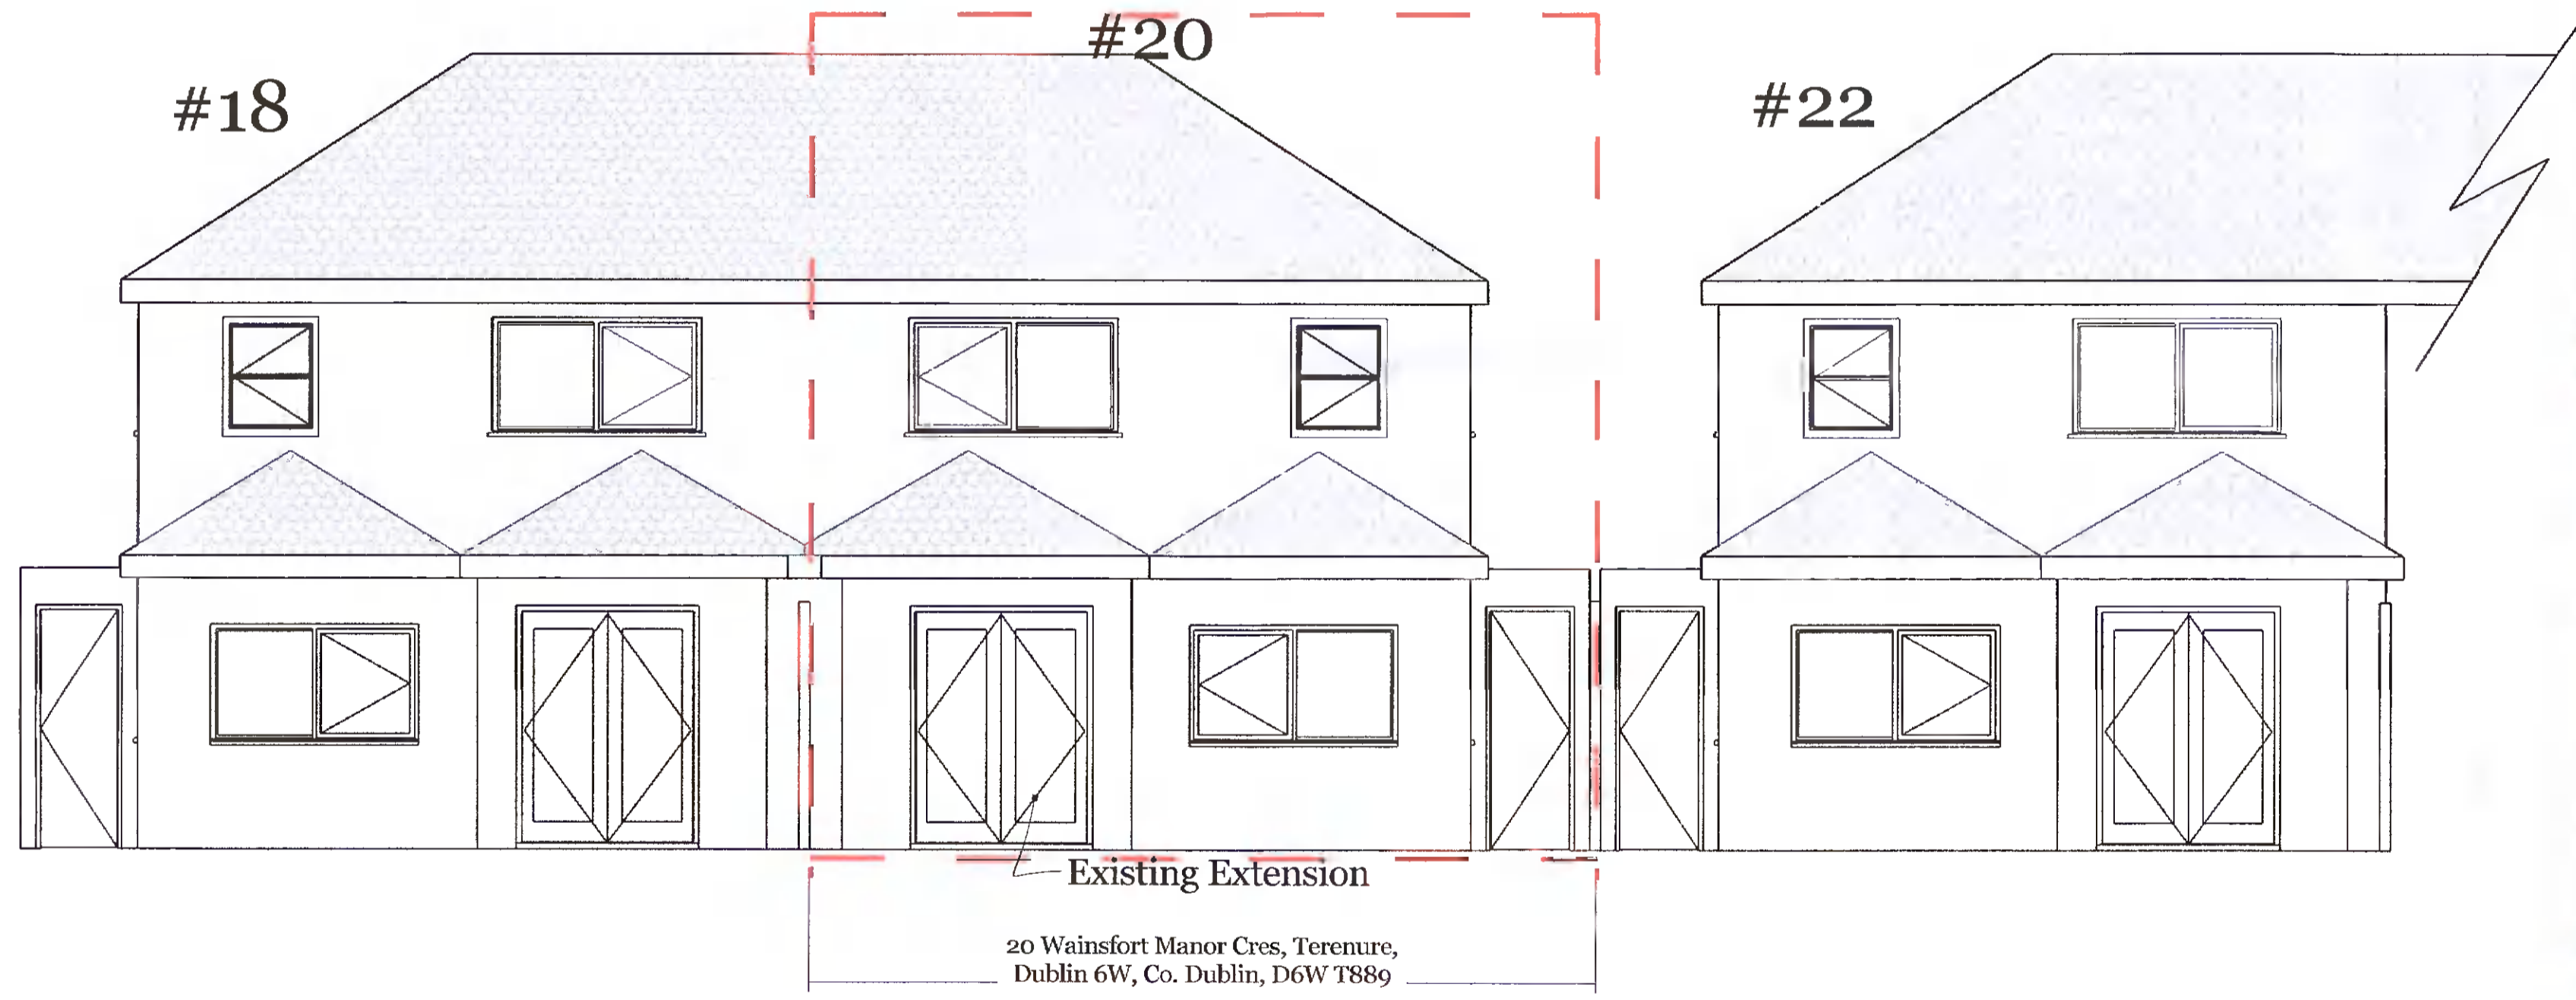 #20
#18
#22
Existing Extension
20 Wainsfort Manor Cres, Terenure,
Dublin 6W, Co. Dublin, D6W T889